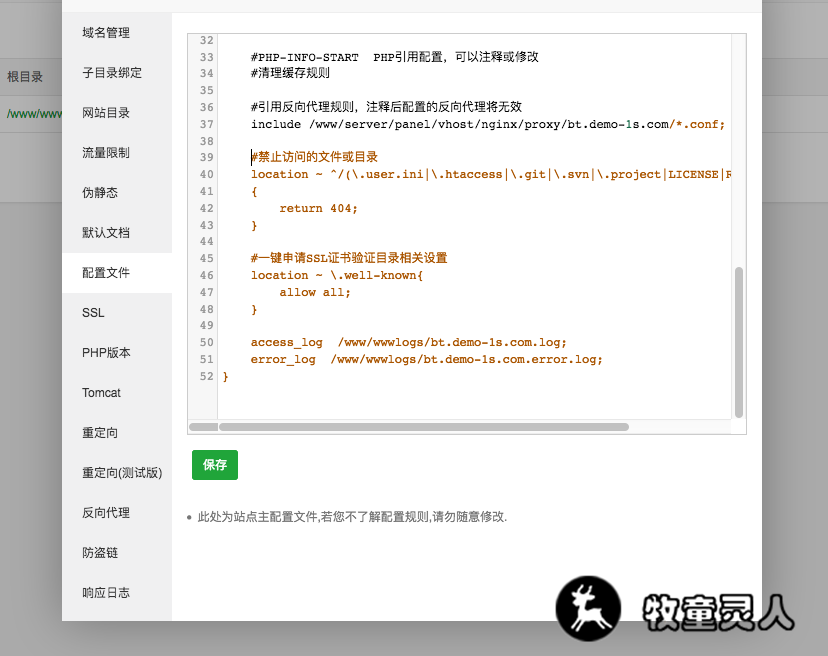 域名管理
子目录绑定
网站目录
流量限制
伪静态
默认文档
配置文件
SSL
PHP版本
Tomcat
重定向
重定向(测试版)
反向代理
防盗链
响应日志
根目录
/www/www
32
33 #PHP-INFO-START  PHP引用配置，可以注释或修改
34 #清理缓存规则
35
36 #引用反向代理规则，注释后配置的反向代理将无效
37 include /www/server/panel/vhost/nginx/proxy/bt.demo-1s.com/*.conf;
38
39 #禁止访问的文件或目录
40 location ~ ^/(\.user.ini|\.htaccess|\.git|\.svn|\.project|LICENSE|R
41 {
42 return 404;
43 }
44
45 #一键申请SSL证书验证目录相关设置
46 location ~ \.well-known{
47 allow all;
48 }
49
50 access_log  /www/wwwlogs/bt.demo-1s.com.log;
51 error_log  /www/wwwlogs/bt.demo-1s.com.error.log;
52 }
保存
此处为站点主配置文件,若您不了解配置规则,请勿随意修改.
牧童灵人